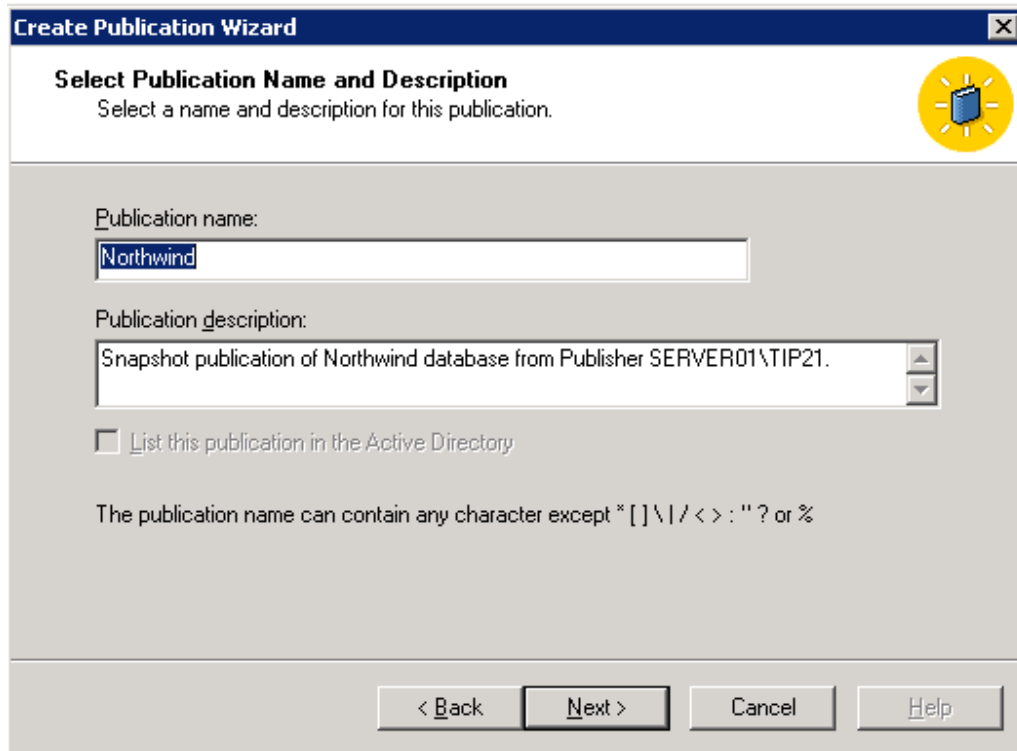 Create Publication Wizard
Select Publication Name and Description
Select a name and description for this publication.
Publication name:
Northwind
Publication description:
Snapshot publication of Northwind database from Publisher SERVER01\TIP21.
List this publication in the Active Directory
The publication name can contain any character except * [ ] \ | / < > : " ? or %
< Back
Next >
Cancel
Help